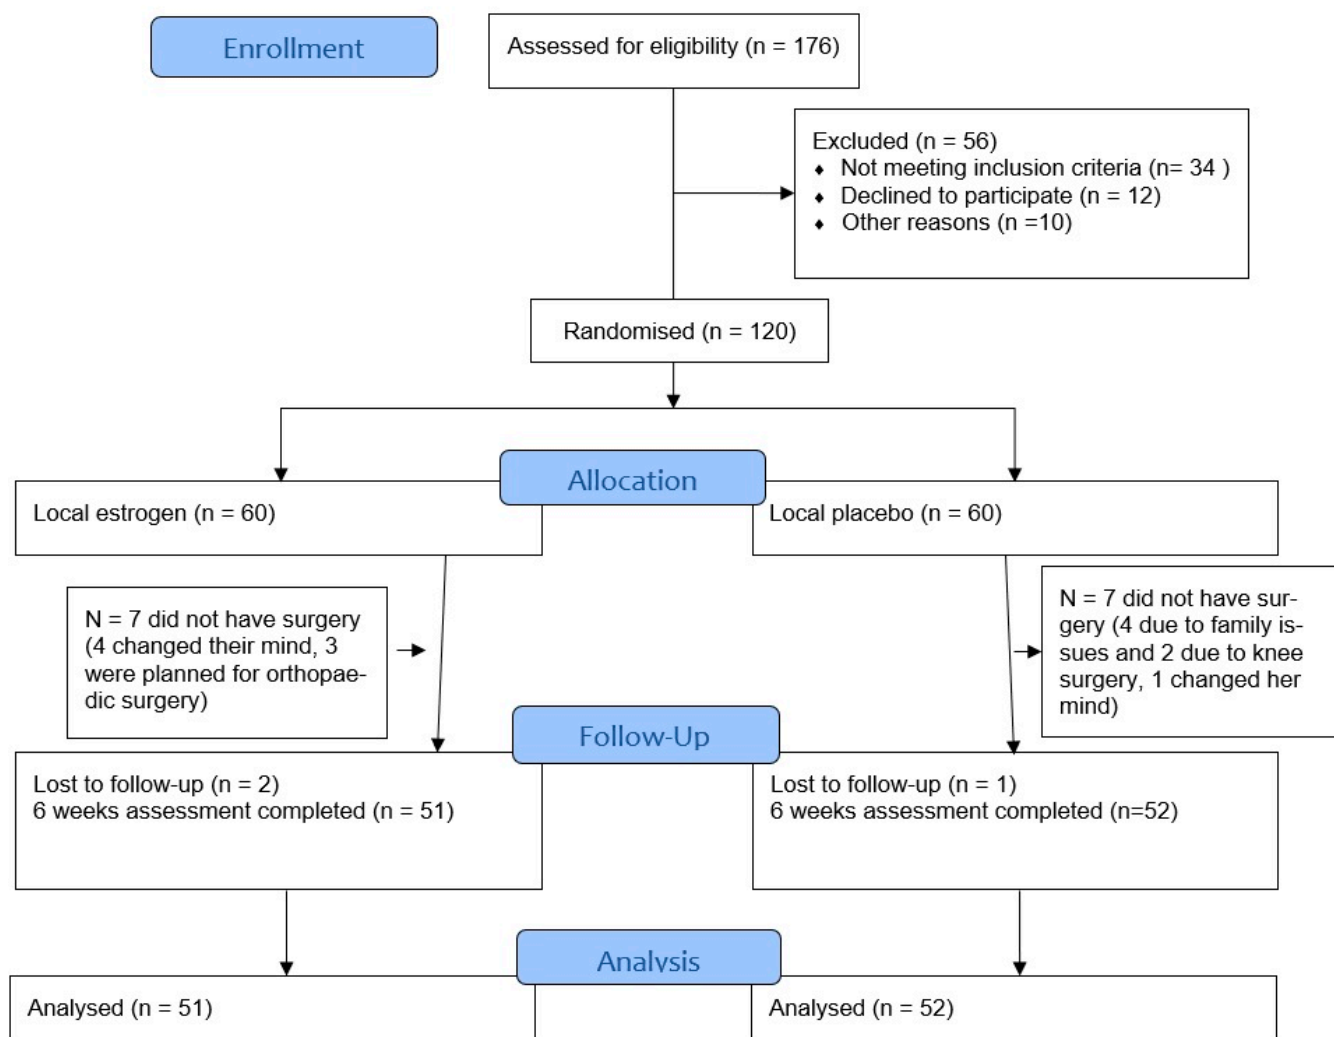 Enrollment
Assessed for eligibility (n = 176)
Excluded (n = 56)
♦ Not meeting inclusion criteria (n= 34 )
♦ Declined to participate (n = 12)
♦ Other reasons (n =10)
Randomised (n = 120)
Allocation
Local estrogen (n = 60)
Local placebo (n = 60)
N = 7 did not have surgery
(4 changed their mind, 3
were planned for orthopae-
dic surgery)
N = 7 did not have sur-
gery (4 due to family is-
sues and 2 due to knee
surgery, 1 changed her
mind)
Follow-Up
Lost to follow-up (n = 2)
6 weeks assessment completed (n = 51)
Lost to follow-up (n = 1)
6 weeks assessment completed (n=52)
Analysis
Analysed (n = 51)
Analysed (n = 52)